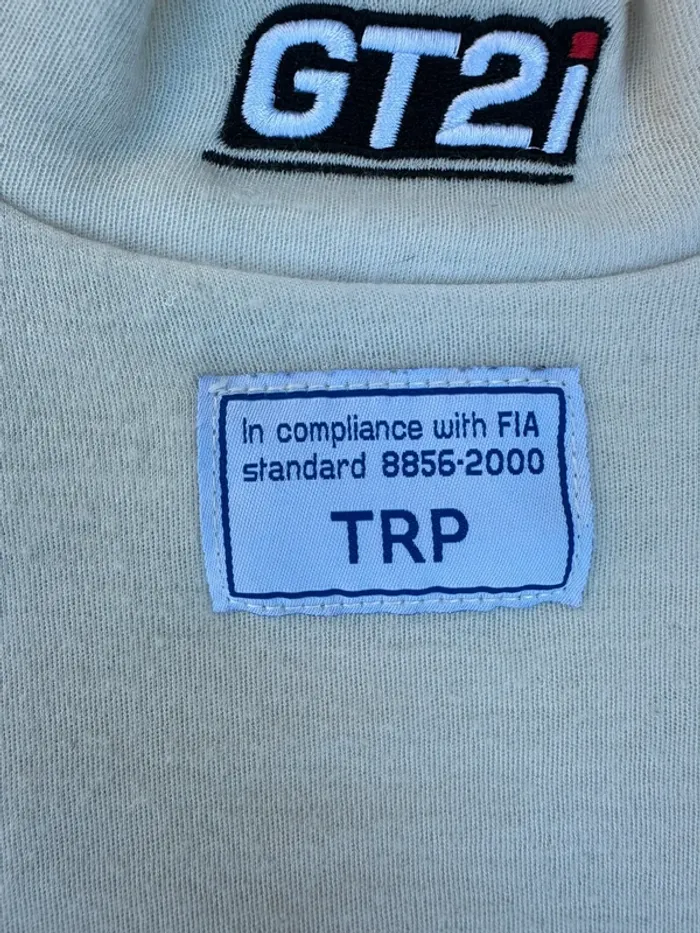 GT2i
In compliance with FIA
standard 8856-2000
TRP